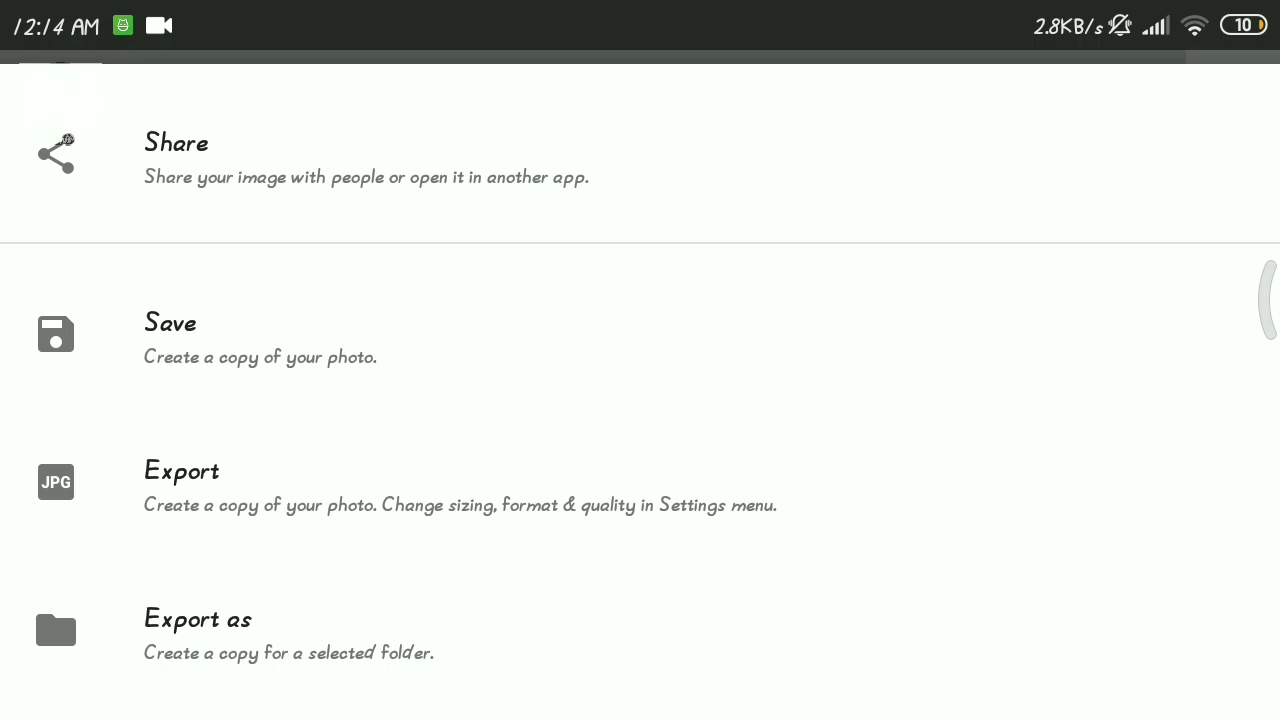 12:14 AM 2.8KB/s 10
Share
Share your image with people or open it in another app.
Save
Create a copy of your photo.
JPG
Export
Create a copy of your photo. Change sizing, format & quality in Settings menu.
Export as
Create a copy for a selected folder.